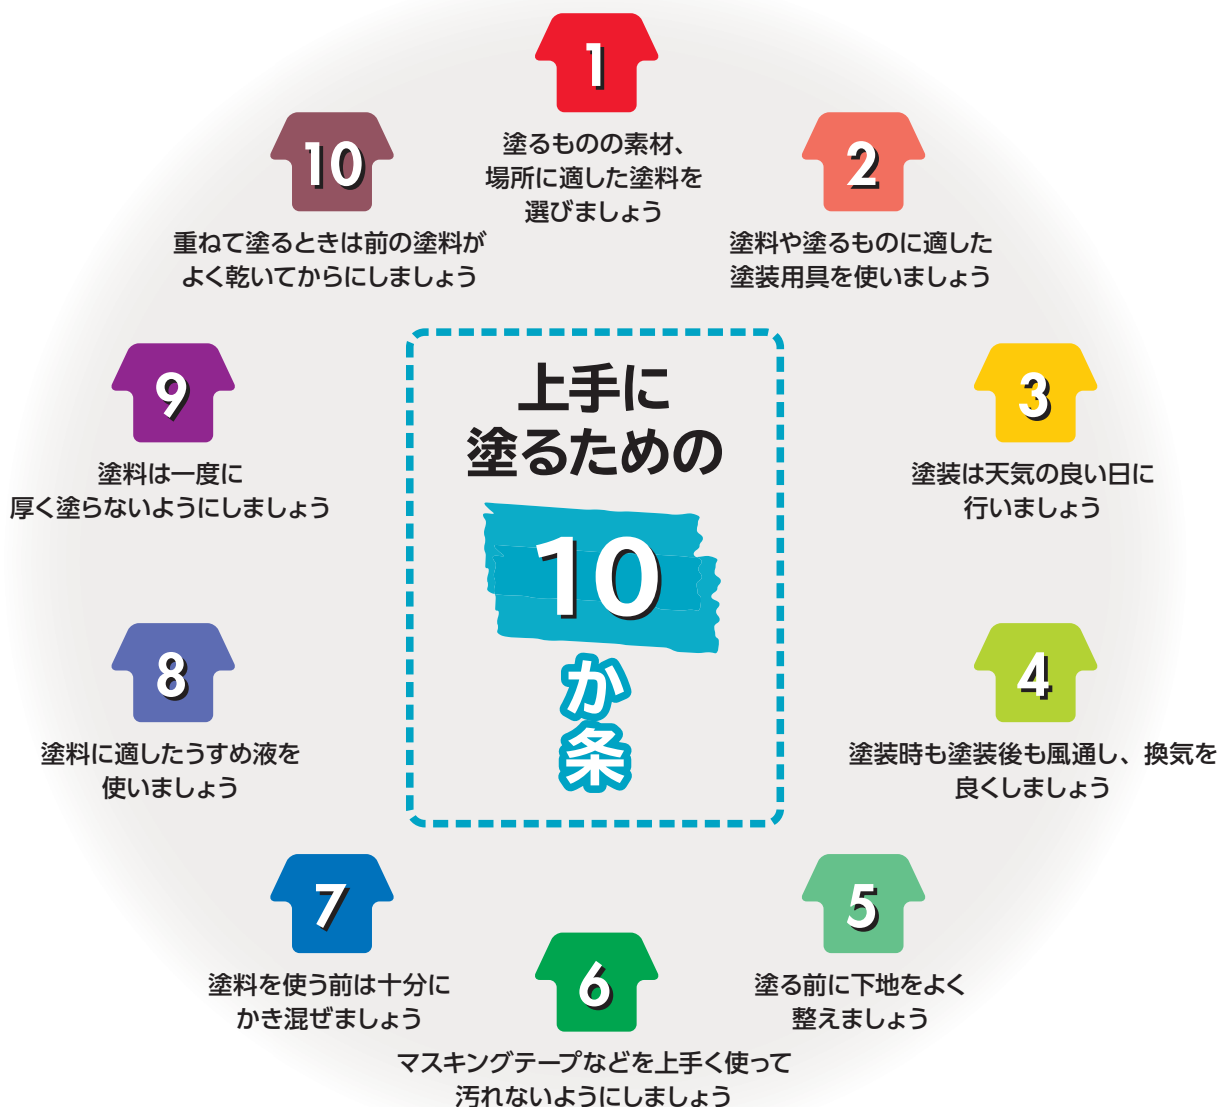 上手に
塗るための
10
か
条
1
塗るものの素材、
場所に適した塗料を
選びましょう
2
塗料や塗るものに適した
塗装用具を使いましょう
3
塗装は天気の良い日に
行いましょう
4
塗装時も塗装後も風通し、換気を
良くしましょう
5
塗る前に下地をよく
整えましょう
6
マスキングテープなどを上手く使って
汚れないようにしましょう
7
塗料を使う前は十分に
かき混ぜましょう
8
塗料に適したうすめ液を
使いましょう
9
塗料は一度に
厚く塗らないようにしましょう
10
重ねて塗るときは前の塗料が
よく乾いてからにしましょう